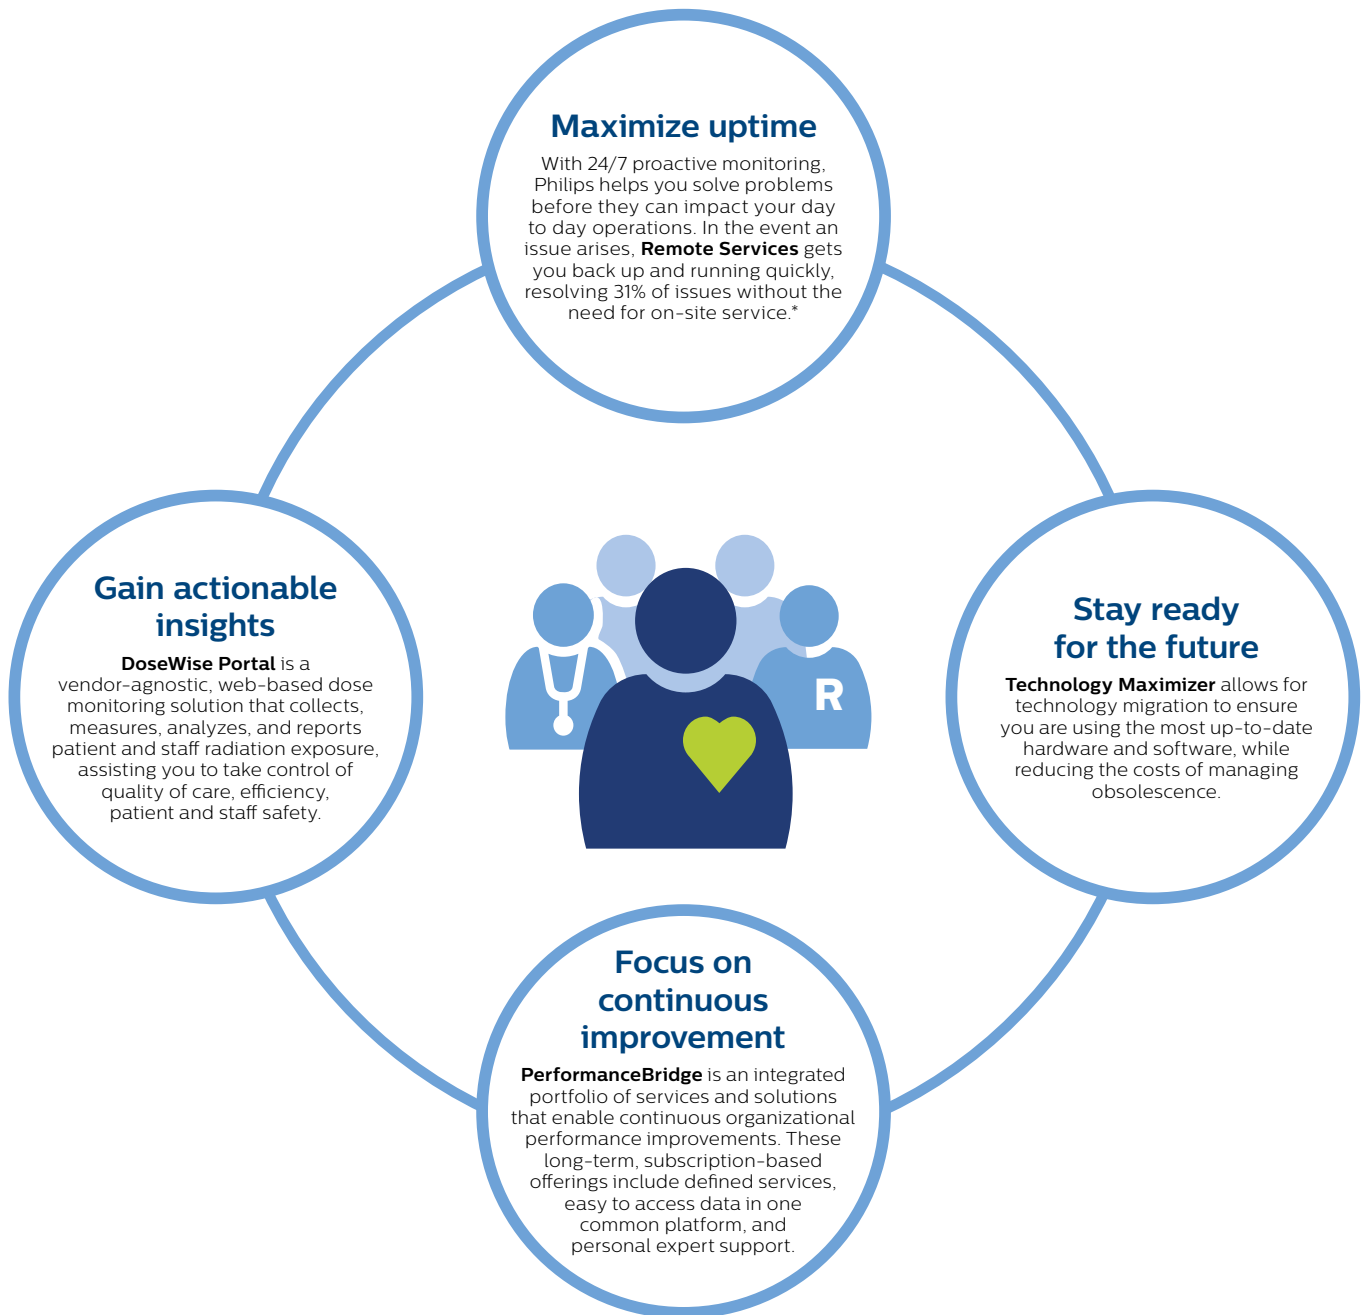 Maximize uptime
With 24/7 proactive monitoring,
Philips helps you solve problems
before they can impact your day
to day operations. In the event an
issue arises, Remote Services gets
you back up and running quickly,
resolving 31% of issues without the
need for on-site service.*
Gain actionable
insights
DoseWise Portal is a
vendor-agnostic, web-based dose
monitoring solution that collects,
measures, analyzes, and reports
patient and staff radiation exposure,
assisting you to take control of
quality of care, efficiency,
patient and staff safety.
R
Stay ready
for the future
Technology Maximizer allows for
technology migration to ensure
you are using the most up-to-date
hardware and software, while
reducing the costs of managing
obsolescence.
Focus on
continuous
improvement
PerformanceBridge is an integrated
portfolio of services and solutions
that enable continuous organizational
performance improvements. These
long-term, subscription-based
offerings include defined services,
easy to access data in one
common platform, and
personal expert support.